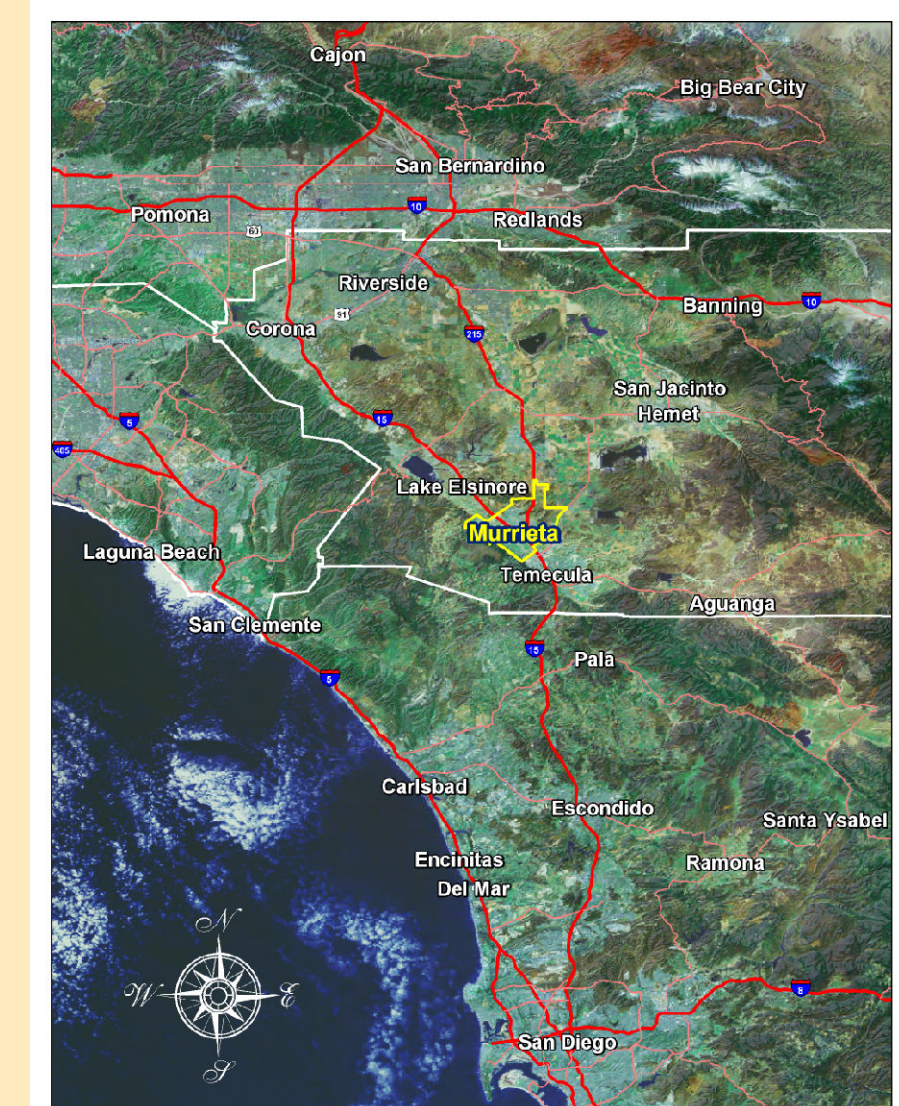 Cajon
Big Bear City
San Bernardino
10
Pomona
Redlands
60
Riverside
Banning
10
91
Corona
215
San Jacinto
Hemet
15
5
405
Lake Elsinore
Murrieta
Laguna Beach
Temecula
Aguanga
San Clemente
15
Pala
5
Carlsbad
Escondido
Santa Ysabel
Encinitas
Ramona
Del Mar
N
W
E
8
San Diego
S